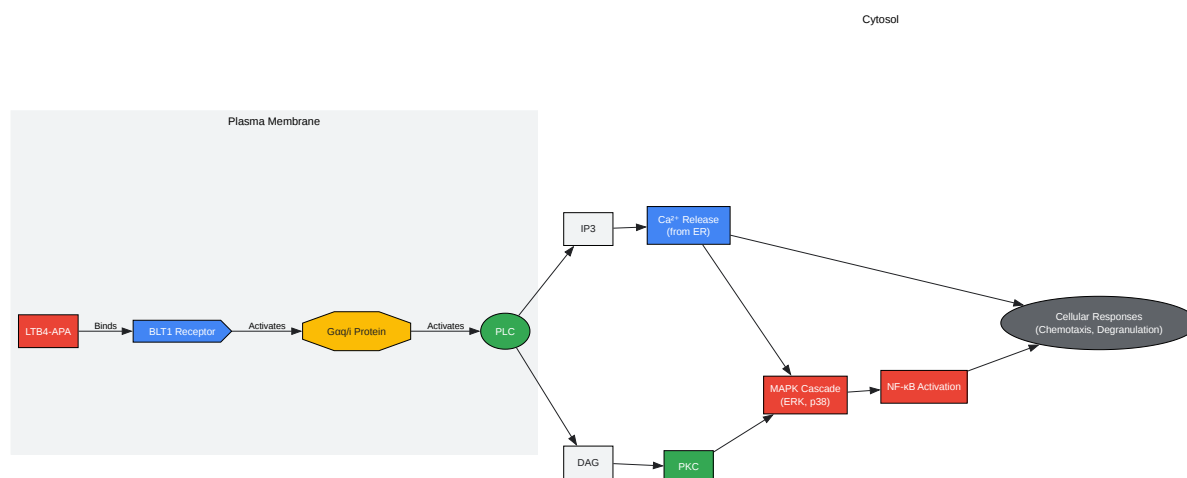 Cytosol
Plasma Membrane
LTB4-APA
Binds
BLT1 Receptor
Activates
Gαq/i Protein
Activates
PLC
IP3
Ca²⁺ Release
(from ER)
Cellular Responses
(Chemotaxis, Degranulation)
MAPK Cascade
(ERK, p38)
NF-κB Activation
DAG
PKC